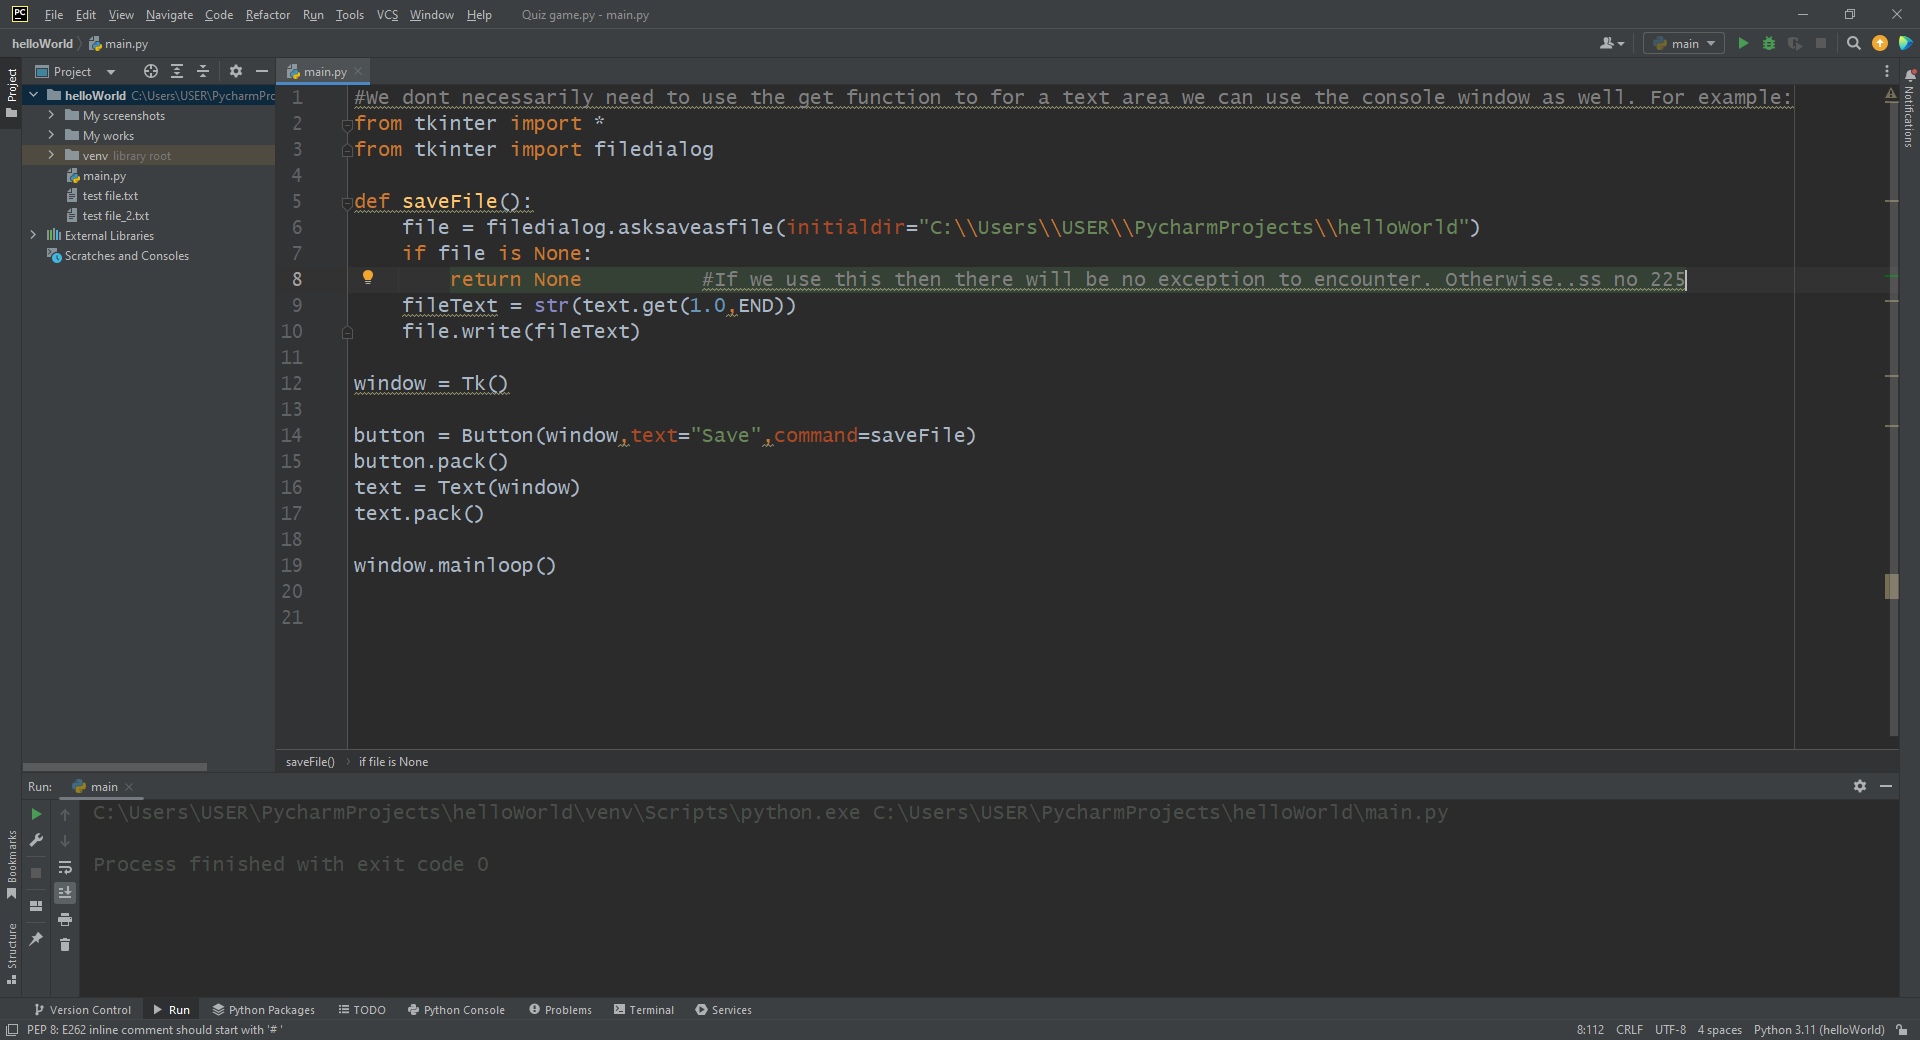 PC File Edit View Navigate Code Refactor Run Tools VCS Window Help Quiz game.py - main.py
helloWorld main.py main
Project main.py
helloWorld C:\Users\USER\PycharmPrc
My screenshots
My works
venv library root
main.py
test file.txt
test file_2.txt
External Libraries
Scratches and Consoles
Project
Notifications
1 #We dont necessarily need to use the get function to for a text area we can use the console window as well. For example:
2 from tkinter import *
3 from tkinter import filedialog
4
5 def saveFile():
6 file = filedialog.asksaveasfile(initialdir="C:\\Users\\USER\\PycharmProjects\\helloWorld")
7 if file is None:
8 return None #If we use this then there will be no exception to encounter. Otherwise..ss no 225
9 fileText = str(text.get(1.0,END))
10 file.write(fileText)
11
12 window = Tk()
13
14 button = Button(window,text="Save",command=saveFile)
15 button.pack()
16 text = Text(window)
17 text.pack()
18
19 window.mainloop()
20
21
saveFile() if file is None
Run: main
C:\Users\USER\PycharmProjects\helloWorld\venv\Scripts\python.exe C:\Users\USER\PycharmProjects\helloWorld\main.py
Process finished with exit code 0
Bookmarks
Structure
Version Control Run Python Packages TODO Python Console Problems Terminal Services
PEP 8: E262 inline comment should start with '# ' 8:112 CRLF UTF-8 4 spaces Python 3.11 (helloWorld)